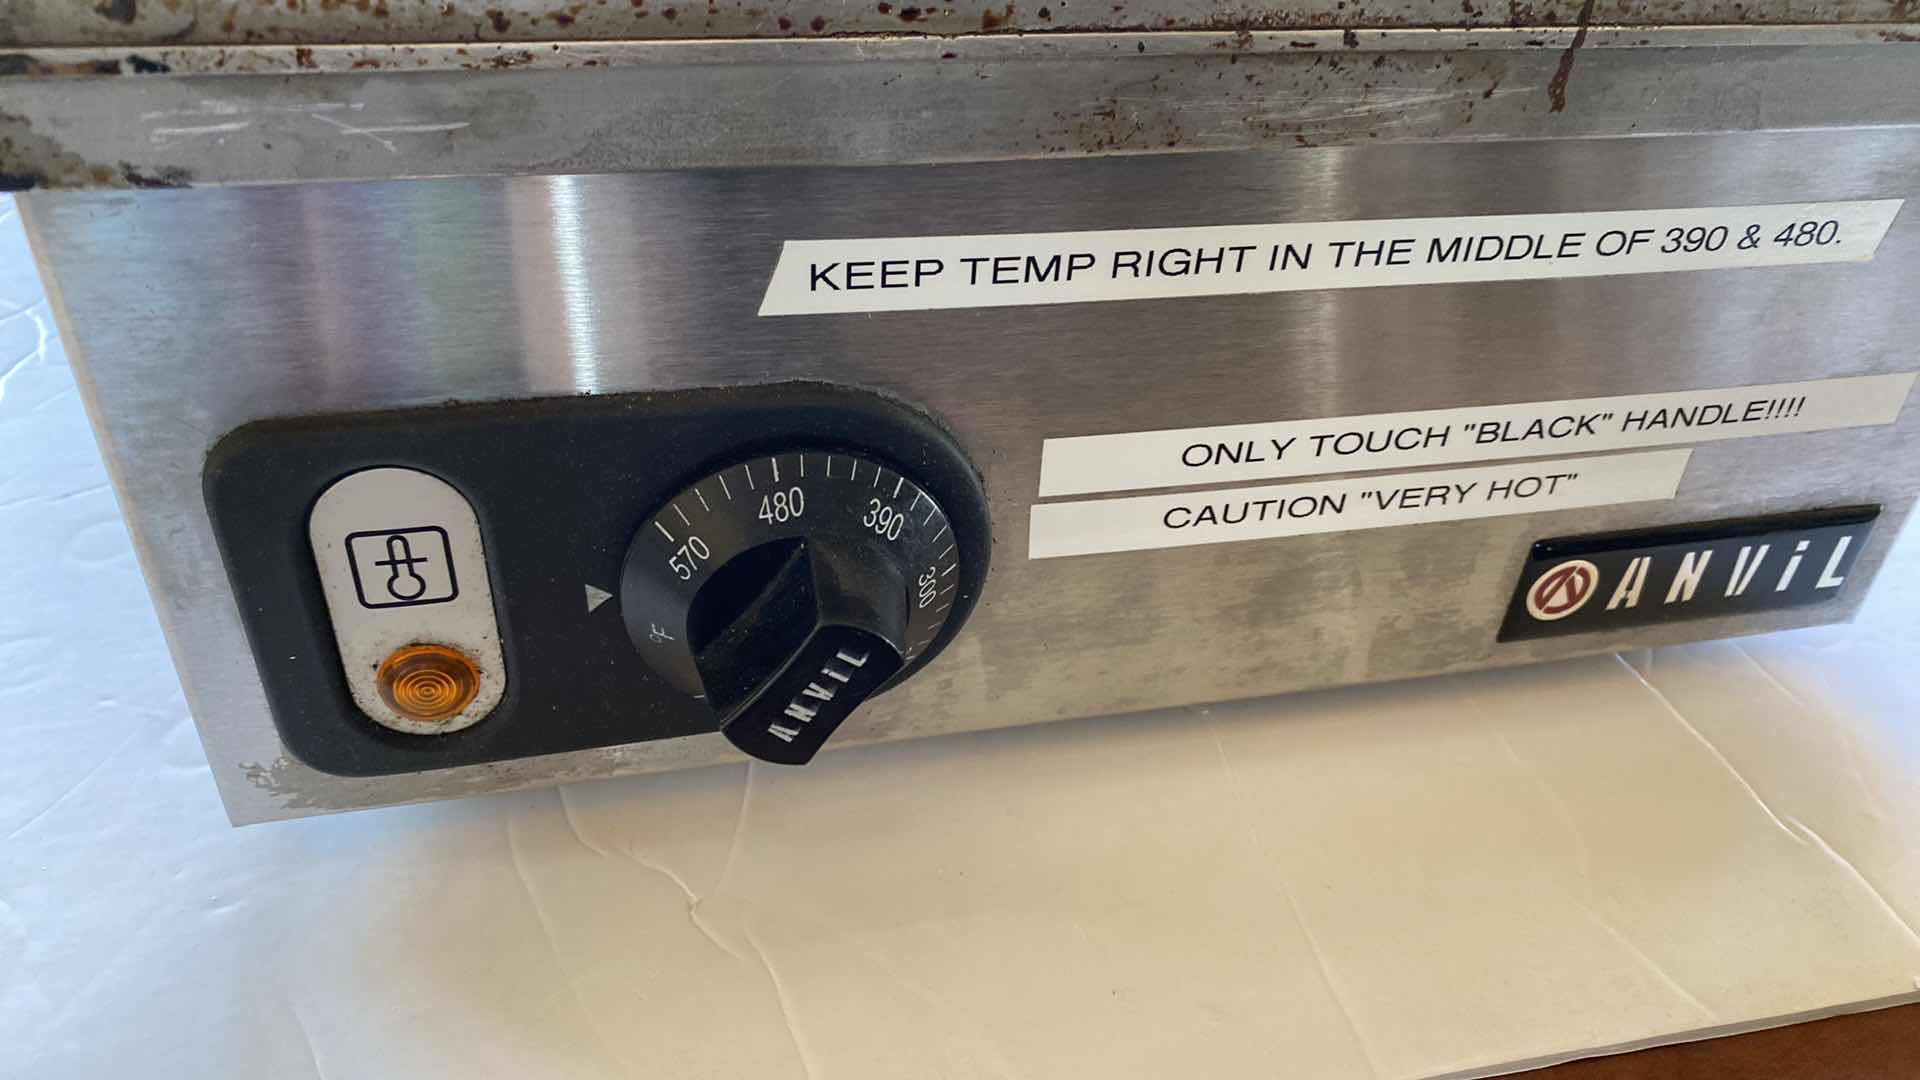 KEEP TEMP RIGHT IN THE MIDDLE OF 390 & 480.
ONLY TOUCH "BLACK" HANDLE!!!!
CAUTION "VERY HOT"
570 480 390 300
°F
ANViL
ANViL